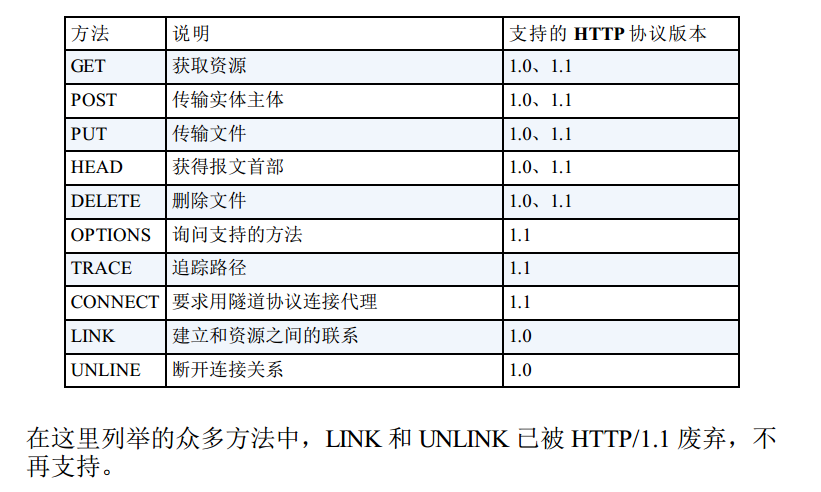 方法 说明 支持的 HTTP 协议版本
GET 获取资源 1.0、1.1
POST 传输实体主体 1.0、1.1
PUT 传输文件 1.0、1.1
HEAD 获得报文首部 1.0、1.1
DELETE 删除文件 1.0、1.1
OPTIONS 询问支持的方法 1.1
TRACE 追踪路径 1.1
CONNECT 要求用隧道协议连接代理 1.1
LINK 建立和资源之间的联系 1.0
UNLINE 断开连接关系 1.0
在这里列举的众多方法中，LINK 和 UNLINK 已被 HTTP/1.1 废弃，不
再支持。